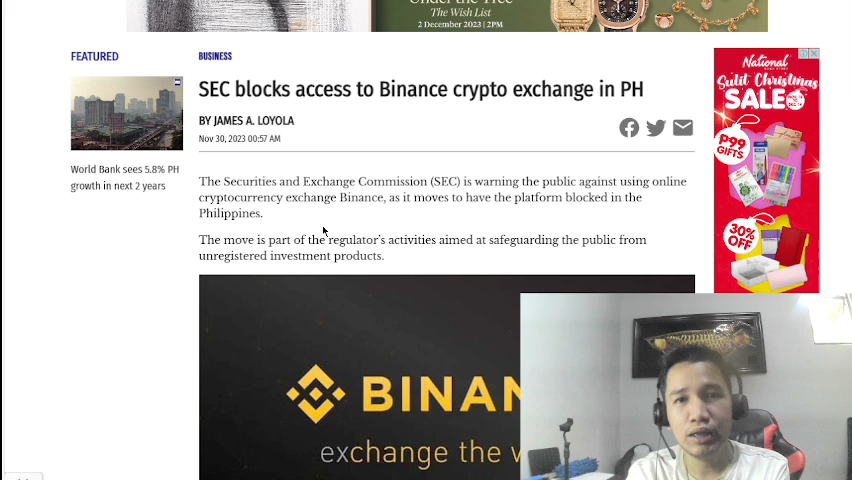 Under the Tree
The Wish List
2 December 2023 | 2PM
FEATURED
World Bank sees 5.8% PH
growth in next 2 years
BUSINESS
SEC blocks access to Binance crypto exchange in PH
BY JAMES A. LOYOLA
Nov 30, 2023 00:57 AM
The Securities and Exchange Commission (SEC) is warning the public against using online
cryptocurrency exchange Binance, as it moves to have the platform blocked in the
Philippines.
The move is part of the regulator's activities aimed at safeguarding the public from
unregistered investment products.
BINAN
exchange the w
National
Sulit Christmas
SALE
P99
GIFTS
30%
OFF